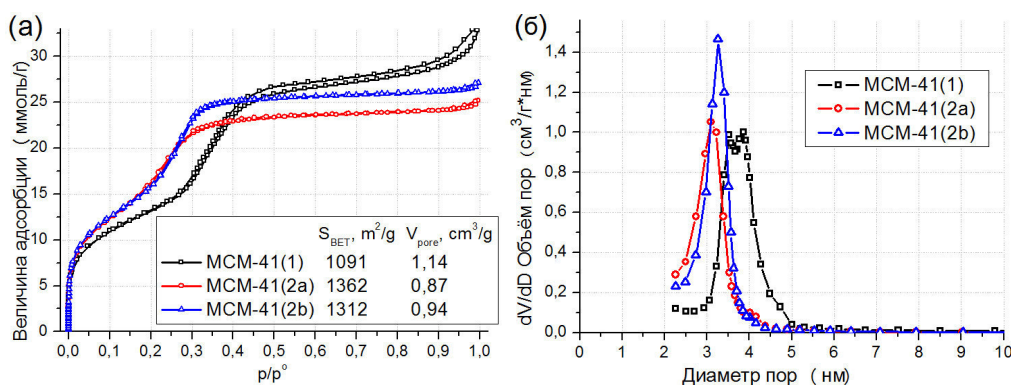 (а)
Величина адсорбции ( ммоль/г)
30
25
20
15
10
5
0
S_BET, m²/g V_pore, cm³/g
MCM-41(1) 1091 1,14
MCM-41(2a) 1362 0,87
MCM-41(2b) 1312 0,94
0,0 0,1 0,2 0,3 0,4 0,5 0,6 0,7 0,8 0,9 1,0
p/p°
(б)
dV/dD Объём пор (см³/г*нм)
1,4
1,2
1,0
0,8
0,6
0,4
0,2
0,0
MCM-41(1)
MCM-41(2a)
MCM-41(2b)
0 1 2 3 4 5 6 7 8 9 10
Диаметр пор ( нм)